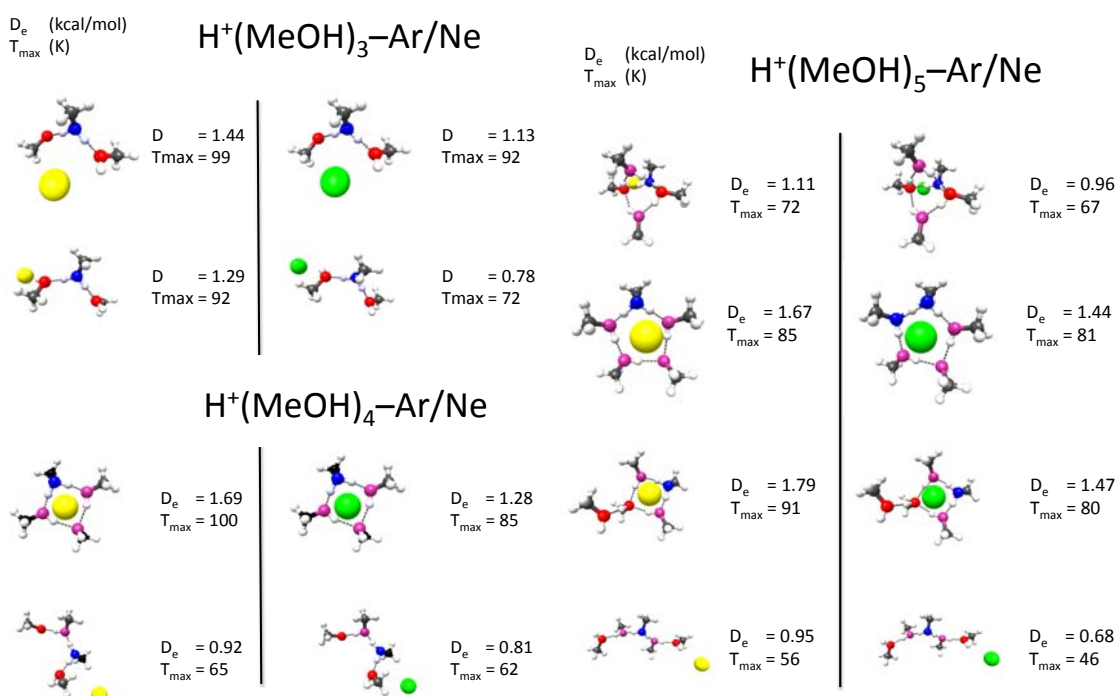 Dₑ (kcal/mol)
Tₘₐₓ (K)
H⁺(MeOH)₃–Ar/Ne
D = 1.44
Tmax = 99
D = 1.13
Tmax = 92
D = 1.29
Tmax = 92
D = 0.78
Tmax = 72
H⁺(MeOH)₄–Ar/Ne
Dₑ = 1.69
Tₘₐₓ = 100
Dₑ = 1.28
Tₘₐₓ = 85
Dₑ = 0.92
Tₘₐₓ = 65
Dₑ = 0.81
Tₘₐₓ = 62
Dₑ (kcal/mol)
Tₘₐₓ (K)
H⁺(MeOH)₅–Ar/Ne
Dₑ = 1.11
Tₘₐₓ = 72
Dₑ = 0.96
Tₘₐₓ = 67
Dₑ = 1.67
Tₘₐₓ = 85
Dₑ = 1.44
Tₘₐₓ = 81
Dₑ = 1.79
Tₘₐₓ = 91
Dₑ = 1.47
Tₘₐₓ = 80
Dₑ = 0.95
Tₘₐₓ = 56
Dₑ = 0.68
Tₘₐₓ = 46